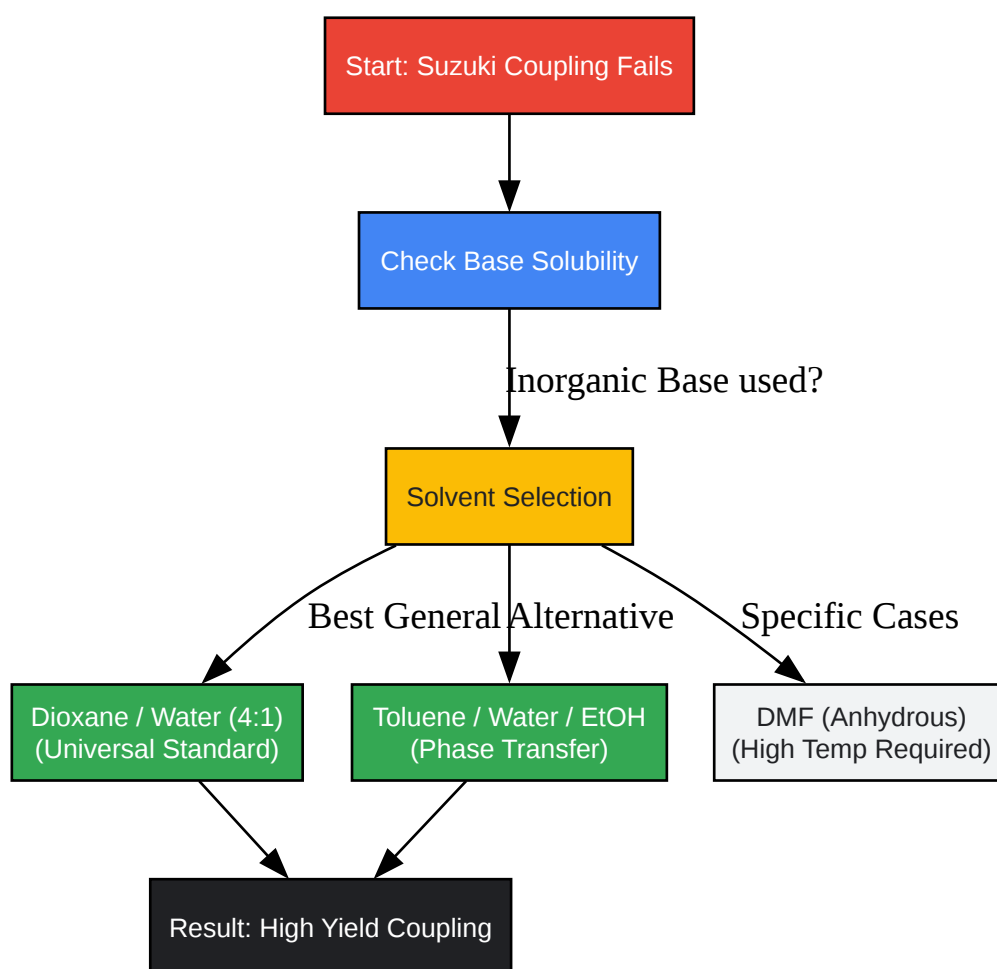 Start: Suzuki Coupling Fails
Check Base Solubility
Inorganic Base used?
Solvent Selection
Best General
Alternative
Specific Cases
Dioxane / Water (4:1)
(Universal Standard)
Toluene / Water / EtOH
(Phase Transfer)
DMF (Anhydrous)
(High Temp Required)
Result: High Yield Coupling